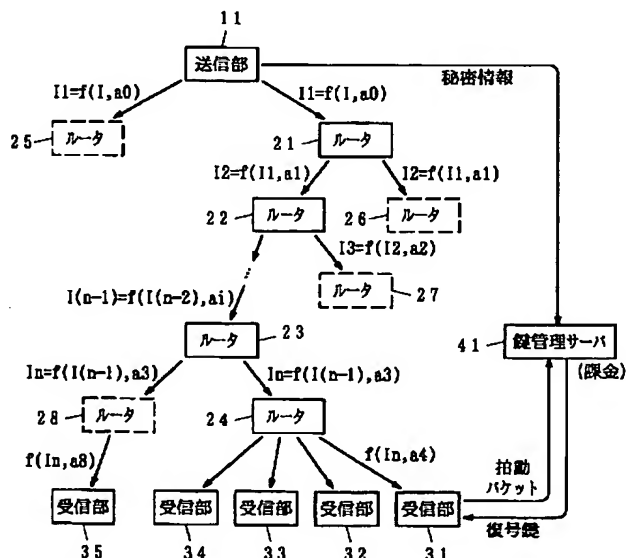 11
送信部
秘密情報
I1=f(I,a0)
I1=f(I,a0)
25
ルータ
21
ルータ
I2=f(I1,a1)
I2=f(I1,a1)
22
ルータ
26
ルータ
I3=f(I2,a2)
ルータ
27
I(n-1)=f(I(n-2),ai)
23
ルータ
41
鍵管理サーバ
(課金)
In=f(I(n-1),a3)
In=f(I(n-1),a3)
24
28
ルータ
ルータ
f(In,a8)
f(In,a4)
拍動
パケット
受信部
受信部
受信部
受信部
受信部
復号鍵
35
34
33
32
31